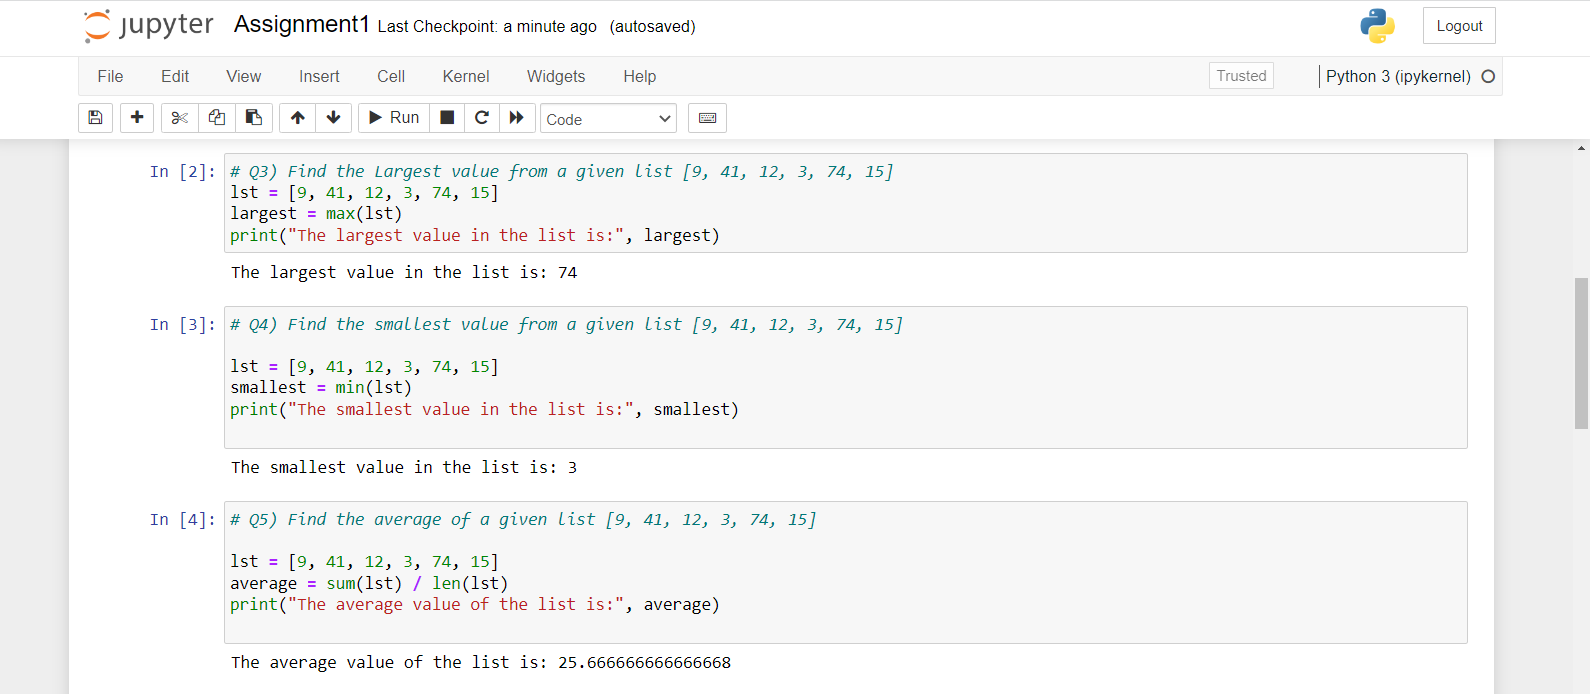 jupyter Assignment1 Last Checkpoint: a minute ago (autosaved) Logout
File Edit View Insert Cell Kernel Widgets Help Trusted Python 3 (ipykernel)
Run Code
In [2]: # Q3) Find the Largest value from a given list [9, 41, 12, 3, 74, 15]
lst = [9, 41, 12, 3, 74, 15]
largest = max(lst)
print("The largest value in the list is:", largest)
The largest value in the list is: 74
In [3]: # Q4) Find the smallest value from a given list [9, 41, 12, 3, 74, 15]
lst = [9, 41, 12, 3, 74, 15]
smallest = min(lst)
print("The smallest value in the list is:", smallest)
The smallest value in the list is: 3
In [4]: # Q5) Find the average of a given list [9, 41, 12, 3, 74, 15]
lst = [9, 41, 12, 3, 74, 15]
average = sum(lst) / len(lst)
print("The average value of the list is:", average)
The average value of the list is: 25.666666666666668